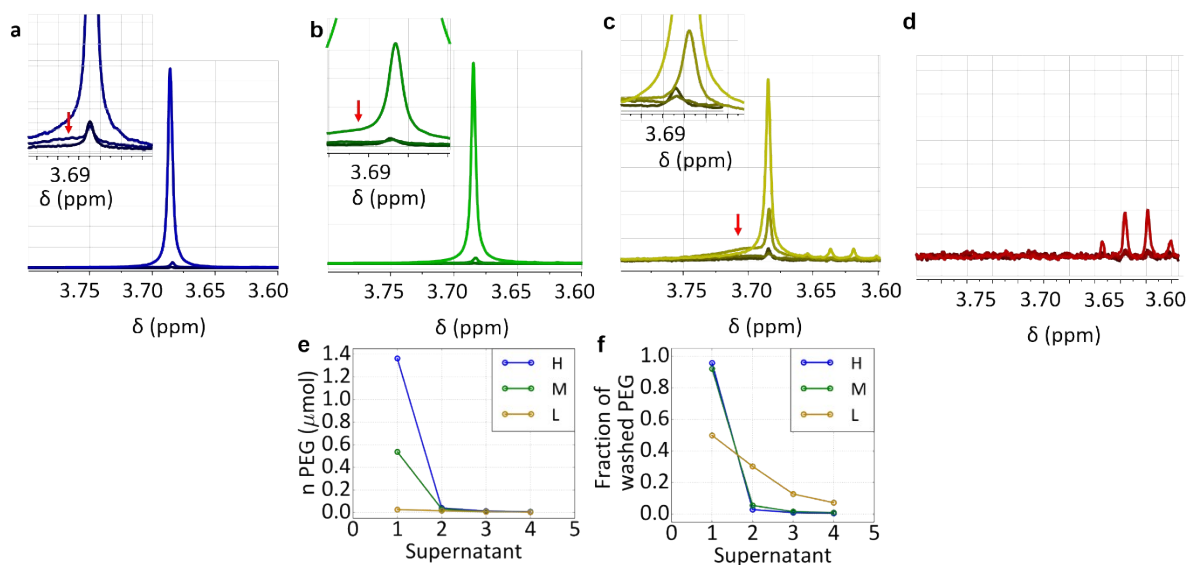 a
3.69
δ (ppm)
3.75 3.70 3.65 3.60
δ (ppm)
b
3.69
δ (ppm)
3.75 3.70 3.65 3.60
δ (ppm)
c
3.69
δ (ppm)
3.75 3.70 3.65 3.60
δ (ppm)
d
3.75 3.70 3.65 3.60
δ (ppm)
e
n PEG (μmol)
1.4
1.2
1.0
0.8
0.6
0.4
0.2
0.0
0 1 2 3 4 5
Supernatant
H
M
L
f
Fraction of
washed PEG
1.0
0.8
0.6
0.4
0.2
0.0
0 1 2 3 4 5
Supernatant
H
M
L